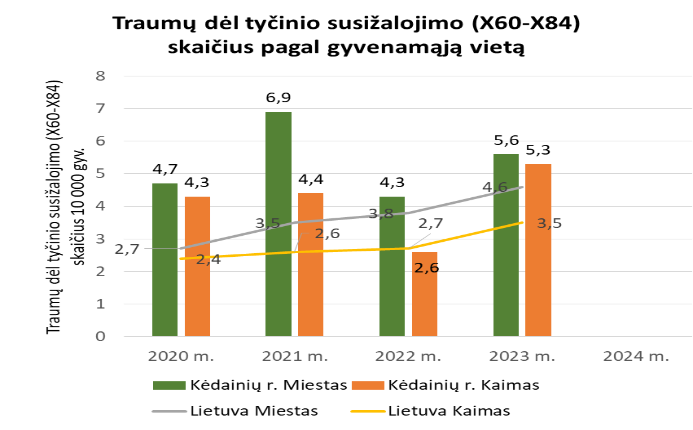 Traumų dėl tyčinio susižalojimo (X60-X84)
skaičius pagal gyvenamąją vietą
Traumų dėl tyčinio susižalojimo (X60-X84)
skaičius 10 000 gyv.
8
7
6
5
4
3
2
1
0
4,7
4,3
6,9
4,4
4,3
2,6
5,6
5,3
2,7
3,5
3,8
4,6
2,4
2,6
2,7
3,5
2020 m.
2021 m.
2022 m.
2023 m.
2024 m.
Kėdainių r. Miestas
Kėdainių r. Kaimas
Lietuva Miestas
Lietuva Kaimas